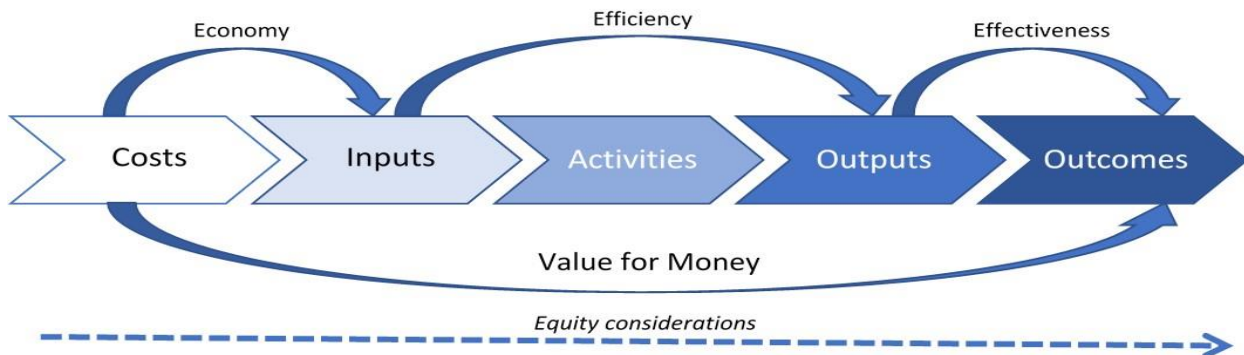 Economy
Efficiency
Effectiveness
Costs
Inputs
Activities
Outputs
Outcomes
Value for Money
Equity considerations